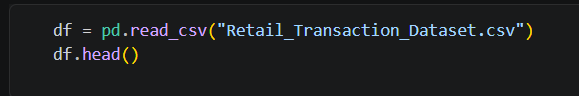 df = pd.read_csv("Retail_Transaction_Dataset.csv")
df.head()